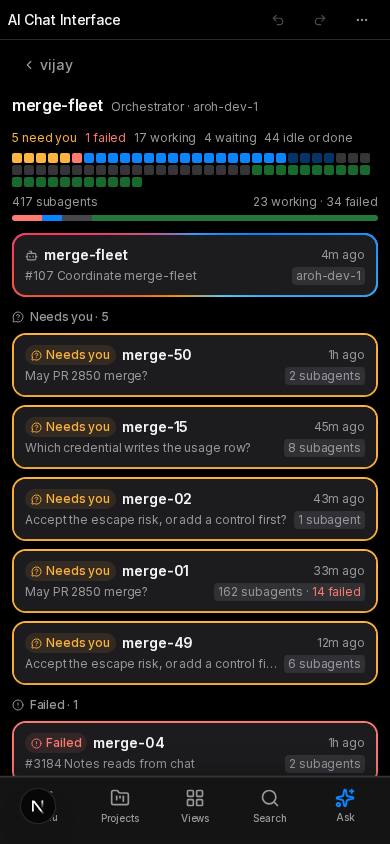 AI Chat Interface
vijay
merge-fleet Orchestrator · aroh-dev-1
5 need you 1 failed 17 working 4 waiting 44 idle or done
417 subagents 23 working · 34 failed
merge-fleet 4m ago
#107 Coordinate merge-fleet aroh-dev-1
Needs you · 5
Needs you merge-50 1h ago
May PR 2850 merge? 2 subagents
Needs you merge-15 45m ago
Which credential writes the usage row? 8 subagents
Needs you merge-02 43m ago
Accept the escape risk, or add a control first? 1 subagent
Needs you merge-01 33m ago
May PR 2850 merge? 162 subagents · 14 failed
Needs you merge-49 12m ago
Accept the escape risk, or add a control fi... 6 subagents
Failed · 1
Failed merge-04 1h ago
#3184 Notes reads from chat 2 subagents
N Projects Views Search Ask